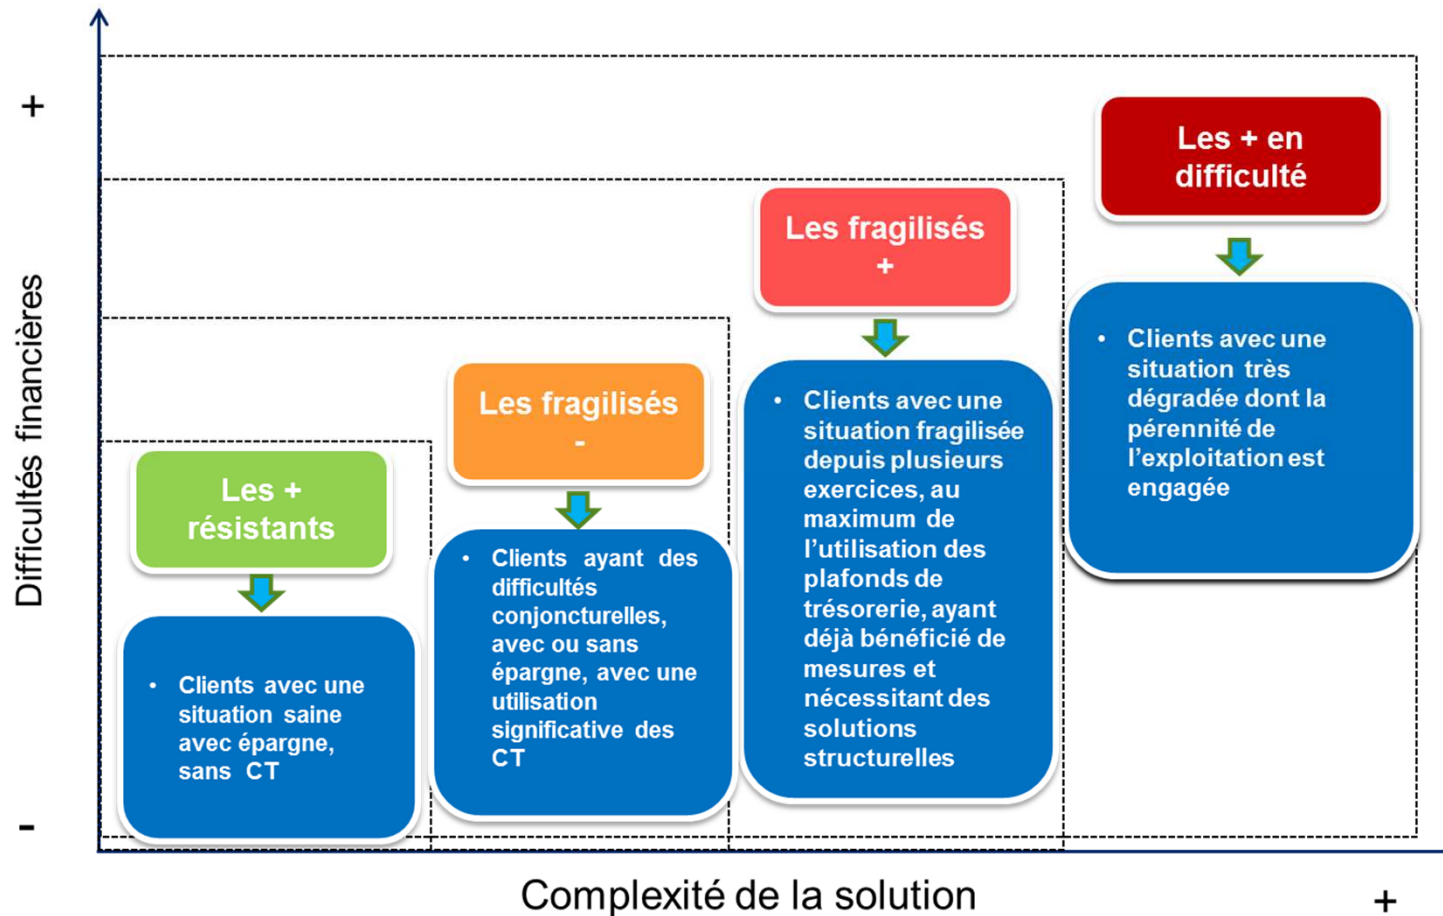 +
Difficultés financières
-
Les + en
difficulté
• Clients avec une
situation très
dégradée dont la
pérennité de
l'exploitation est
engagée
Les fragilisés
+
• Clients avec une
situation fragilisée
depuis plusieurs
exercices, au
maximum de
l'utilisation des
plafonds de
trésorerie, ayant
déjà bénéficié de
mesures et
nécessitant des
solutions
structurelles
Les fragilisés
-
• Clients ayant des
difficultés
conjoncturelles,
avec ou sans
épargne, avec une
utilisation
significative des
CT
Les +
résistants
• Clients avec une
situation saine
avec épargne,
sans CT
Complexité de la solution
+